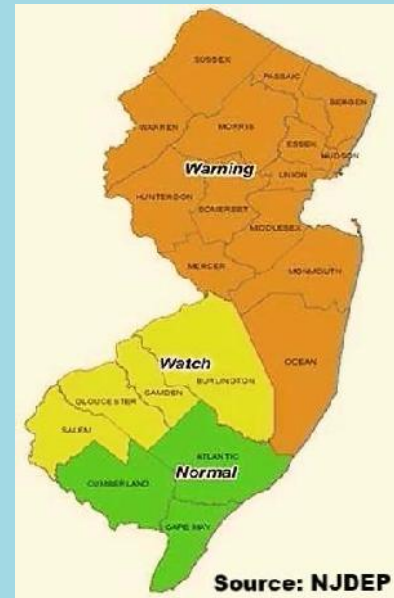 SUSSEX
PASSAIC
BERGEN
WARREN
MORRIS
ESSEX
HUDSON
Warning
UNION
HUNTERDON
SOMERSET
MIDDLESEX
MERCER
MONMOUTH
OCEAN
Watch
BURLINGTON
CAMDEN
GLOUCESTER
SALEM
ATLANTIC
Normal
CUMBERLAND
CAPE MAY
Source: NJDEP